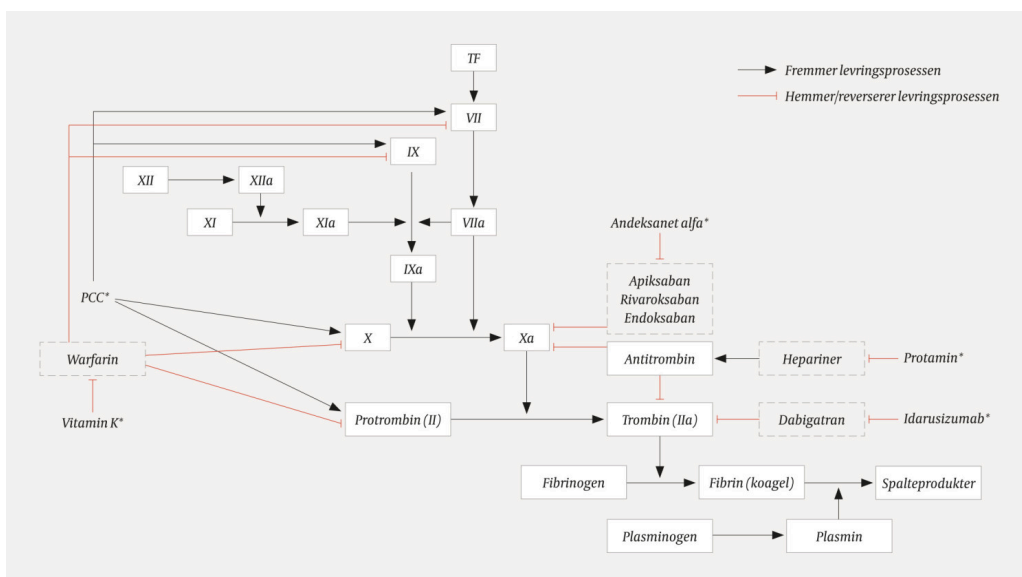 TF
Fremmer levringsprosessen
Hemmer/reverserer levringsprosessen
VII
IX
XII
XIIa
XI
XIa
VIIa
Andeksanet alfa*
IXa
Apiksaban
Rivaroksaban
Endoksaban
PCC*
X
Xa
Warfarin
Antitrombin
Hepariner
Protamin*
Vitamin K*
Protrombin (II)
Trombin (IIa)
Dabigatran
Idarusizumab*
Fibrinogen
Fibrin (koagel)
Spalteprodukter
Plasminogen
Plasmin